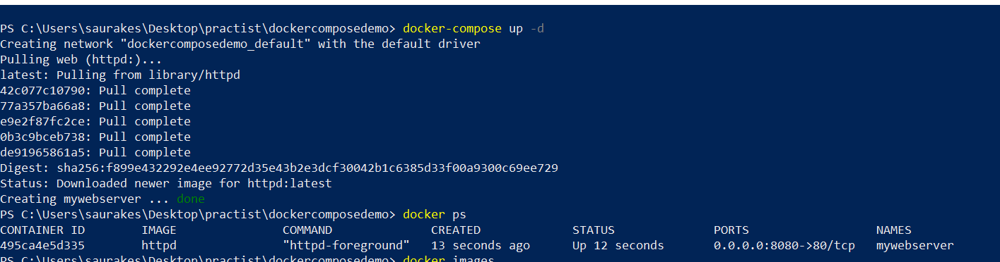 PS C:\Users\saurakes\Desktop\practist\dockercomposedemo> docker-compose up -d
Creating network "dockercomposedemo_default" with the default driver
Pulling web (httpd:)...
latest: Pulling from library/httpd
42c077c10790: Pull complete
77a357ba66a8: Pull complete
e9e2f87fc2ce: Pull complete
0b3c9bceb738: Pull complete
de91965861a5: Pull complete
Digest: sha256:f899e432292e4ee92772d35e43b2e3dcf30042b1c6385d33f00a9300c69ee729
Status: Downloaded newer image for httpd:latest
Creating mywebserver ... done
PS C:\Users\saurakes\Desktop\practist\dockercomposedemo> docker ps
CONTAINER ID IMAGE COMMAND CREATED STATUS PORTS NAMES
495ca4e5d335 httpd "httpd-foreground" 13 seconds ago Up 12 seconds 0.0.0.0:8080->80/tcp mywebserver
PS C:\Users\saurakes\Desktop\practist\dockercomposedemo> docker images